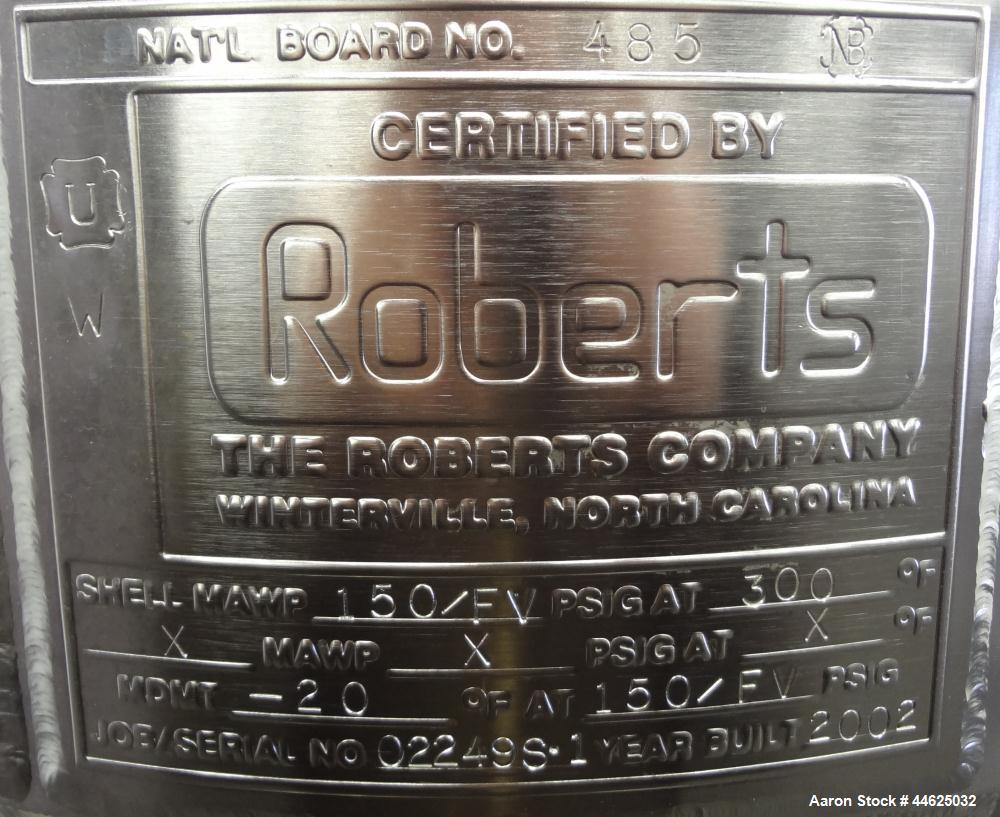 NAT'L BOARD NO. 485 NB
CERTIFIED BY
U
W
Roberts
THE ROBERTS COMPANY
WINTERVILLE, NORTH CAROLINA
SHELL MAWP 150/FV PSIG AT 300 °F
X MAWP X PSIG AT X °F
MDMT -20 °F AT 150/FV PSIG
JOB/SERIAL NO 02249S-1 YEAR BUILT 2002
Aaron Stock # 44625032